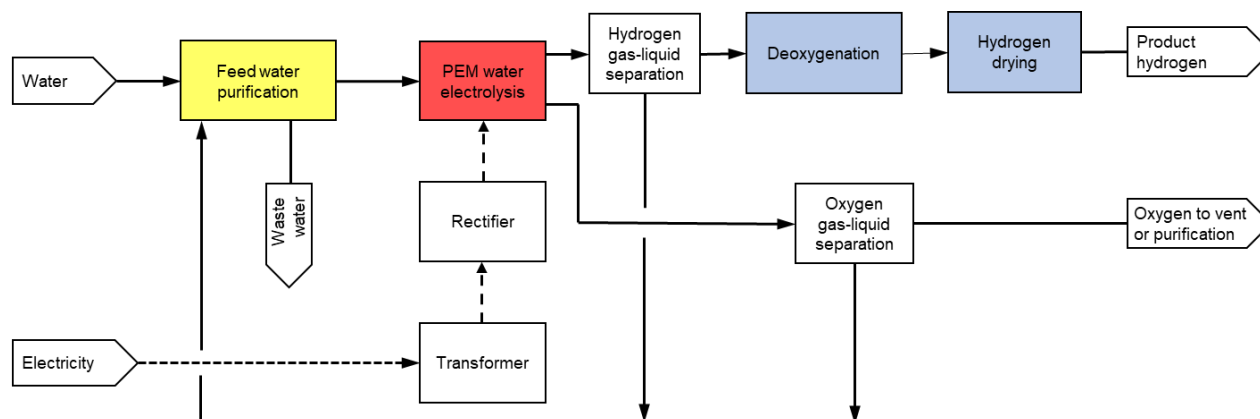 Water
Feed water
purification
PEM water
electrolysis
Hydrogen
gas-liquid
separation
Deoxygenation
Hydrogen
drying
Product
hydrogen
Waste
water
Rectifier
Oxygen
gas-liquid
separation
Oxygen to vent
or purification
Electricity
Transformer